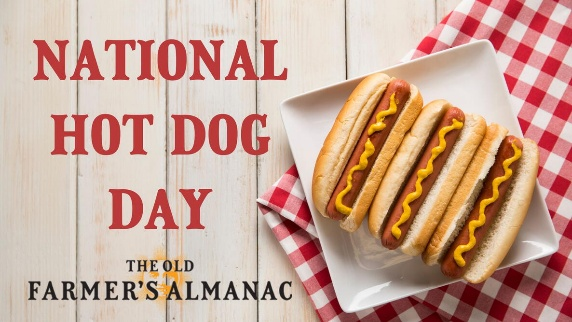 NATIONAL
HOT DOG
DAY
THE OLD
FARMER'S ALMANAC